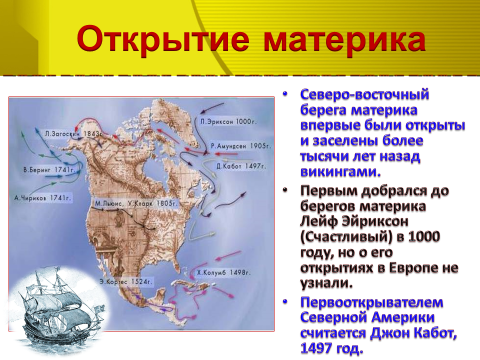 Открытие материка
Л.Эриксон 1000г.
Л.Загоскин 1843г.
Р.Амундсен 1905г.
Д.Кабот 1497г.
В.Беринг 1741г.
А.Чириков 1741г.
М.Льюис, У.Кларк 1805г.
Х.Колумб 1498г.
Э.Кортес 1524г.
• Северо-восточный
берега материка
впервые были открыты
и заселены более
тысячи лет назад
викингами.
• Первым добрался до
берегов материка
Лейф Эйриксон
(Счастливый) в 1000
году, но о его
открытиях в Европе не
узнали.
• Первооткрывателем
Северной Америки
считается Джон Кабот,
1497 год.